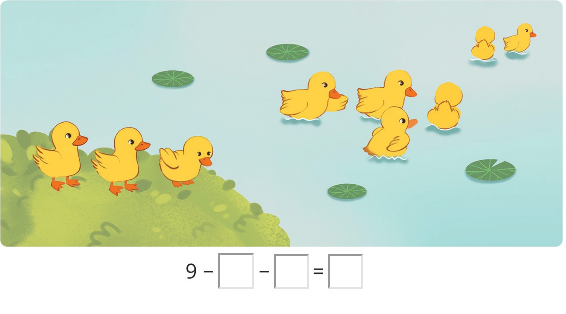 9 - - =